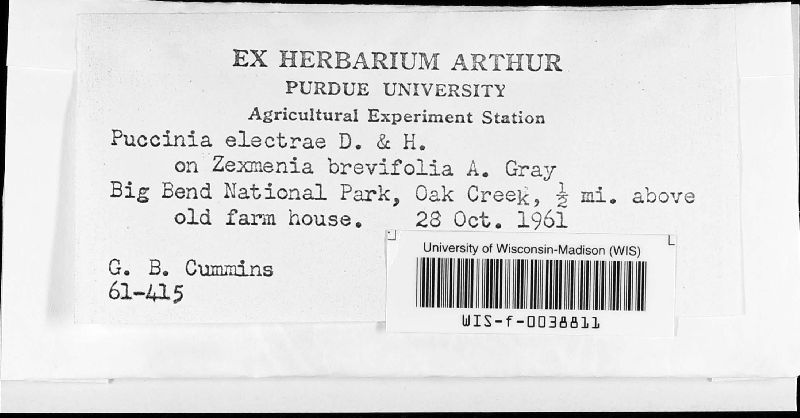 EX HERBARIUM ARTHUR
PURDUE UNIVERSITY
Agricultural Experiment Station
Puccinia electrae D. & H.
on Zexmenia brevifolia A. Gray
Big Bend National Park, Oak Creek, ½ mi. above
old farm house. 28 Oct. 1961
G. B. Cummins
61-415
University of Wisconsin-Madison (WIS)
WIS-f-0038811